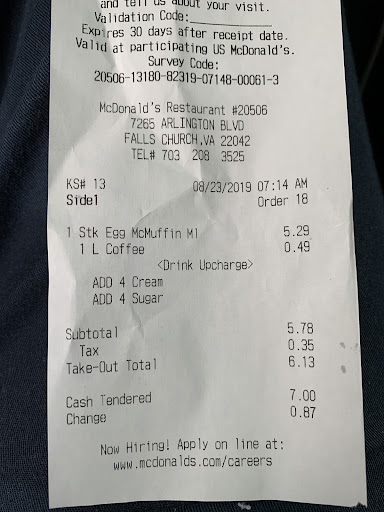 and tell us about your visit.
Validation Code:
Expires 30 days after receipt date.
Valid at participating US McDonald's.
Survey Code:
20506-13180-82319-07148-00061-3
McDonald's Restaurant #20506
7265 ARLINGTON BLVD
FALLS CHURCH,VA 22042
TEL# 703 208 3525
KS# 13 08/23/2019 07:14 AM
Side1 Order 18
1 Stk Egg McMuffin Ml 5.29
1 L Coffee 0.49
<Drink Upcharge>
ADD 4 Cream
ADD 4 Sugar
Subtotal 5.78
Tax 0.35
Take-Out Total 6.13
Cash Tendered 7.00
Change 0.87
Now Hiring! Apply on line at:
www.mcdonalds.com/careers